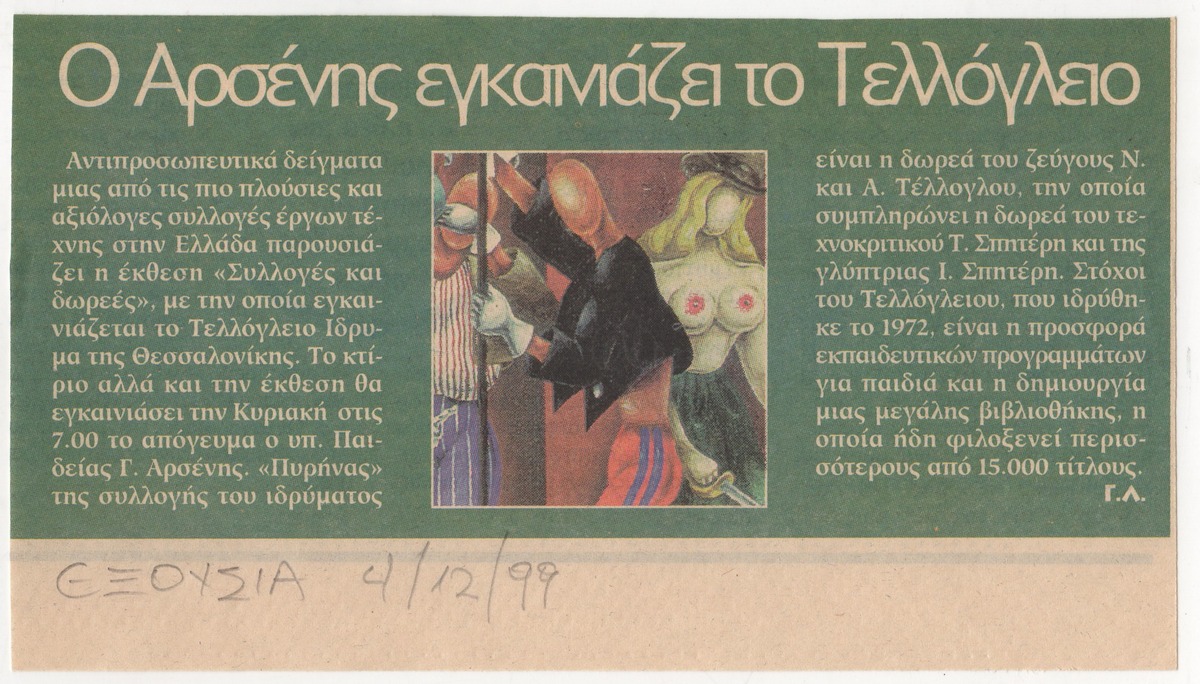 Ο Αρσένης εγκαινιάζει το Τελλόγλειο
Αντιπροσωπευτικά δείγματα
μιας από τις πιο πλούσιες και
αξιόλογες συλλογές έργων τέ-
χνης στην Ελλάδα παρουσιά-
ζει η έκθεση «Συλλογές και
δωρεές», με την οποία εγκαι-
νιάζεται το Τελλόγλειο Ιδρυ-
μα της Θεσσαλονίκης. Το κτί-
ριο αλλά και την έκθεση θα
εγκαινιάσει την Κυριακή στις
7.00 το απόγευμα ο υπ. Παι-
δείας Γ. Αρσένης. «Πυρήνας»
της συλλογής του ιδρύματος
είναι η δωρεά του ζεύγους Ν.
και Α. Τέλλογλου, την οποία
συμπληρώνει η δωρεά του τε-
χνοκριτικού Τ. Σπητέρη και της
γλύπτριας Ι. Σπητέρη. Στόχοι
του Τελλόγλειου, που ιδρύθη-
κε το 1972, είναι η προσφορά
εκπαιδευτικών προγραμμάτων
για παιδιά και η δημιουργία
μιας μεγάλης βιβλιοθήκης, η
οποία ήδη φιλοξενεί περισ-
σότερους από 15.000 τίτλους.
Γ.Λ.
ΕΞΟΥΣΙΑ 4/12/99